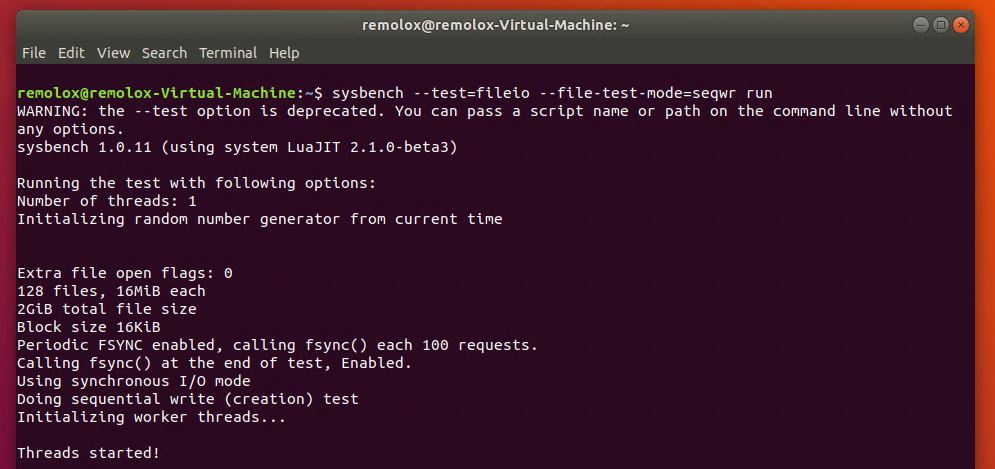 remolox@remolox-Virtual-Machine: ~
File Edit View Search Terminal Help
remolox@remolox-Virtual-Machine:~$ sysbench --test=fileio --file-test-mode=seqwr run
WARNING: the --test option is deprecated. You can pass a script name or path on the command line without
any options.
sysbench 1.0.11 (using system LuaJIT 2.1.0-beta3)
Running the test with following options:
Number of threads: 1
Initializing random number generator from current time
Extra file open flags: 0
128 files, 16MiB each
2GiB total file size
Block size 16KiB
Periodic FSYNC enabled, calling fsync() each 100 requests.
Calling fsync() at the end of test, Enabled.
Using synchronous I/O mode
Doing sequential write (creation) test
Initializing worker threads...
Threads started!